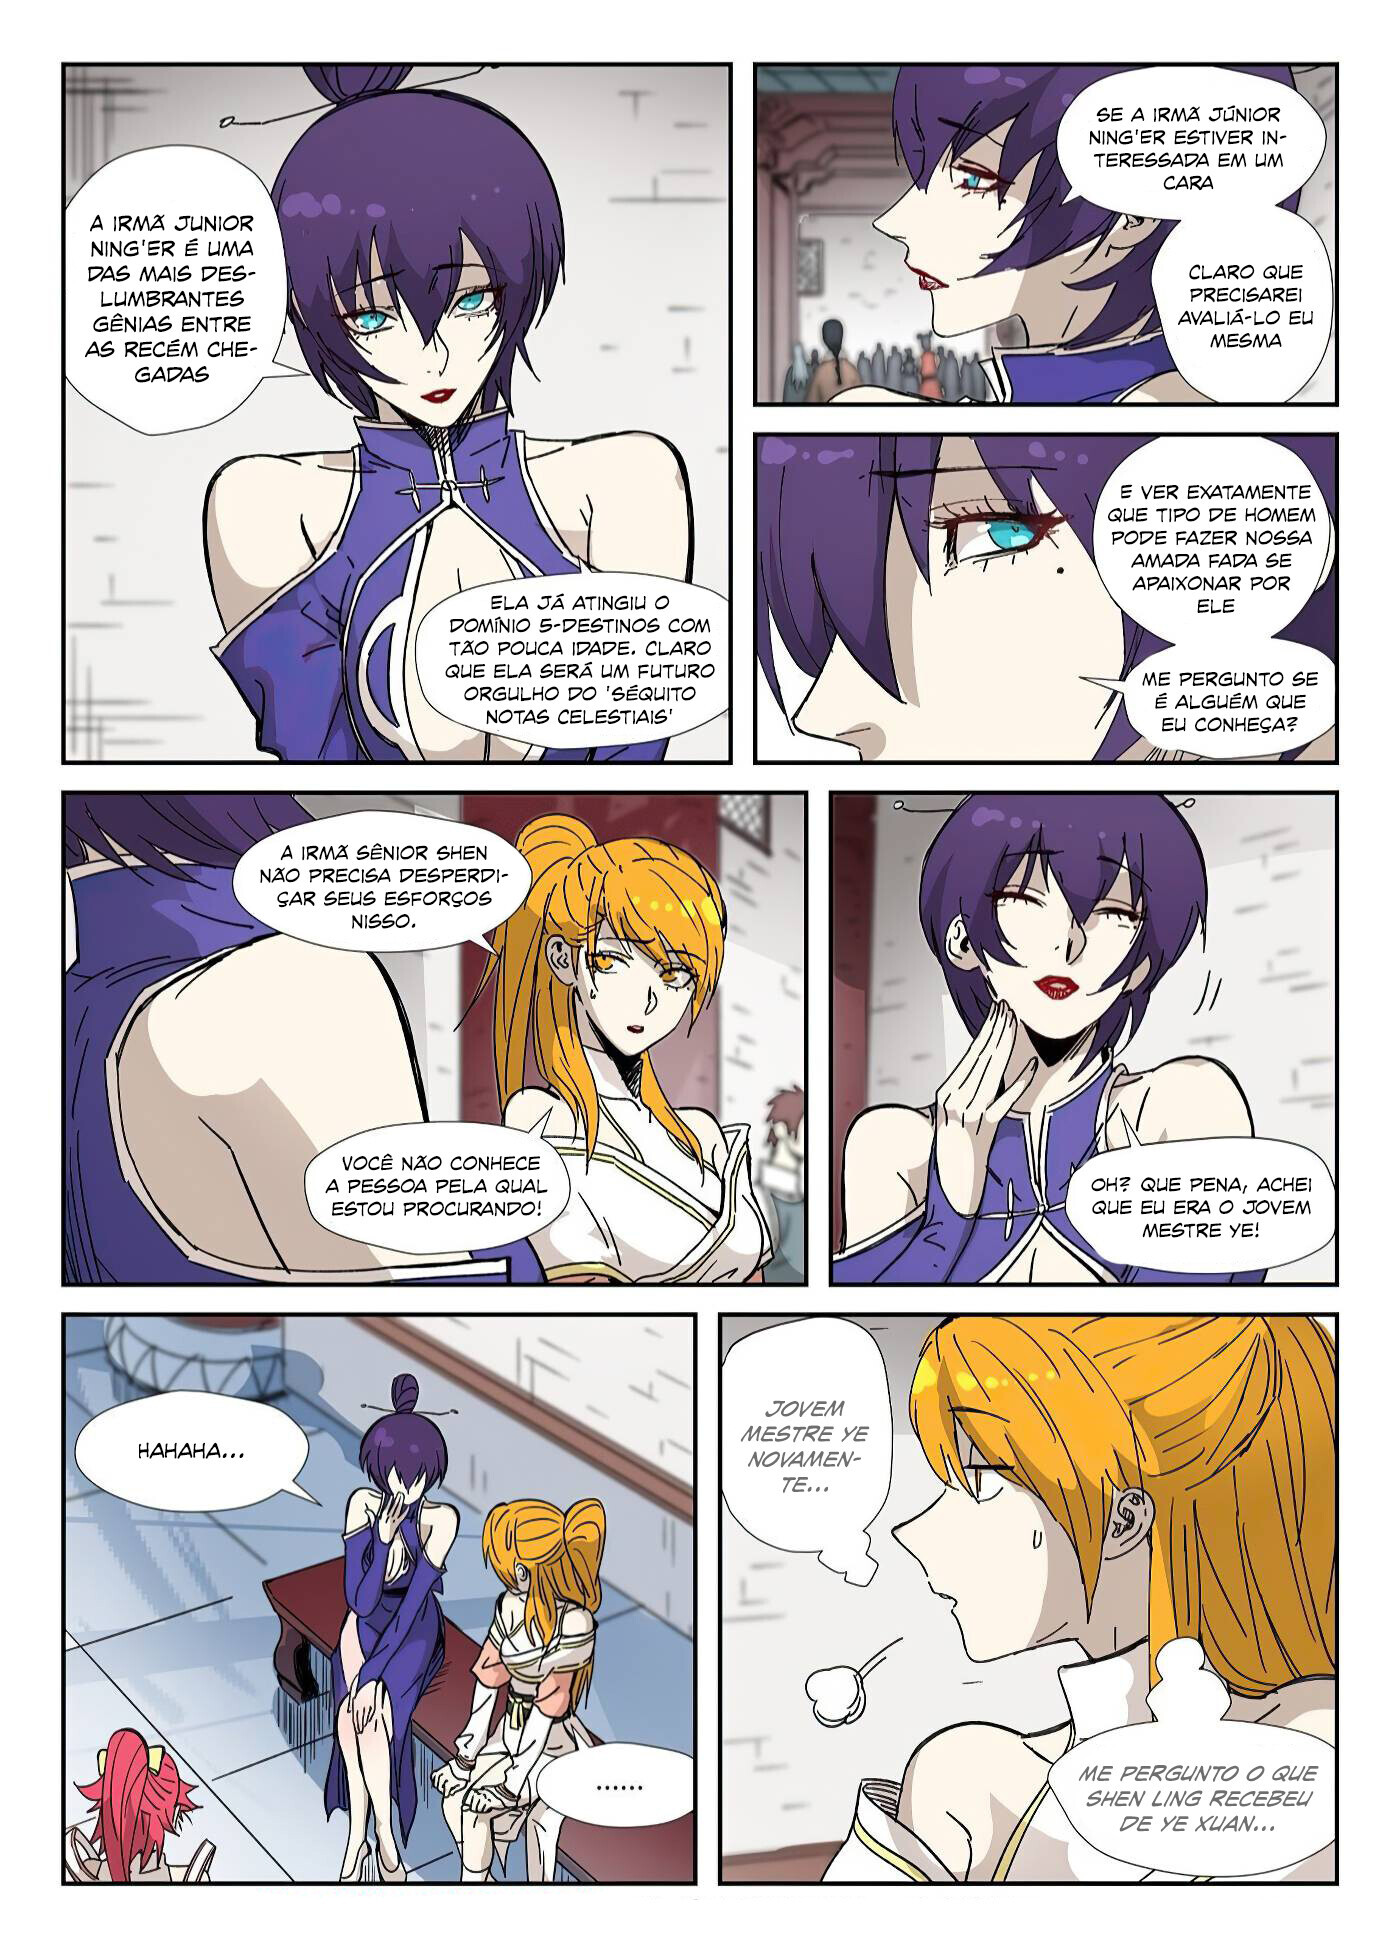 A IRMÃ JUNIOR
NING'ER É UMA
DAS MAIS DES-
LUMBRANTES
GÊNIAS ENTRE
AS RECÉM CHE-
GADAS
ELA JÁ ATINGIU O
DOMÍNIO 5-DESTINOS COM
TÃO POUCA IDADE. CLARO
QUE ELA SERÁ UM FUTURO
ORGULHO DO 'SÉQUITO
NOTAS CELESTIAIS'
SE A IRMÃ JÚNIOR
NING'ER ESTIVER IN-
TERESSADA EM UM
CARA
CLARO QUE
PRECISAREI
AVALIÁ-LO EU
MESMA
E VER EXATAMENTE
QUE TIPO DE HOMEM
PODE FAZER NOSSA
AMADA FADA SE
APAIXONAR POR
ELE
ME PERGUNTO SE
É ALGUÉM QUE
EU CONHEÇA?
A IRMÃ SÊNIOR SHEN
NÃO PRECISA DESPERDI-
ÇAR SEUS ESFORÇOS
NISSO.
VOCÊ NÃO CONHECE
A PESSOA PELA QUAL
ESTOU PROCURANDO!
OH? QUE PENA, ACHEI
QUE EU ERA O JOVEM
MESTRE YE!
HAHAHA...
......
JOVEM
MESTRE YE
NOVAMEN-
TE...
ME PERGUNTO O QUE
SHEN LING RECEBEU
DE YE XUAN...